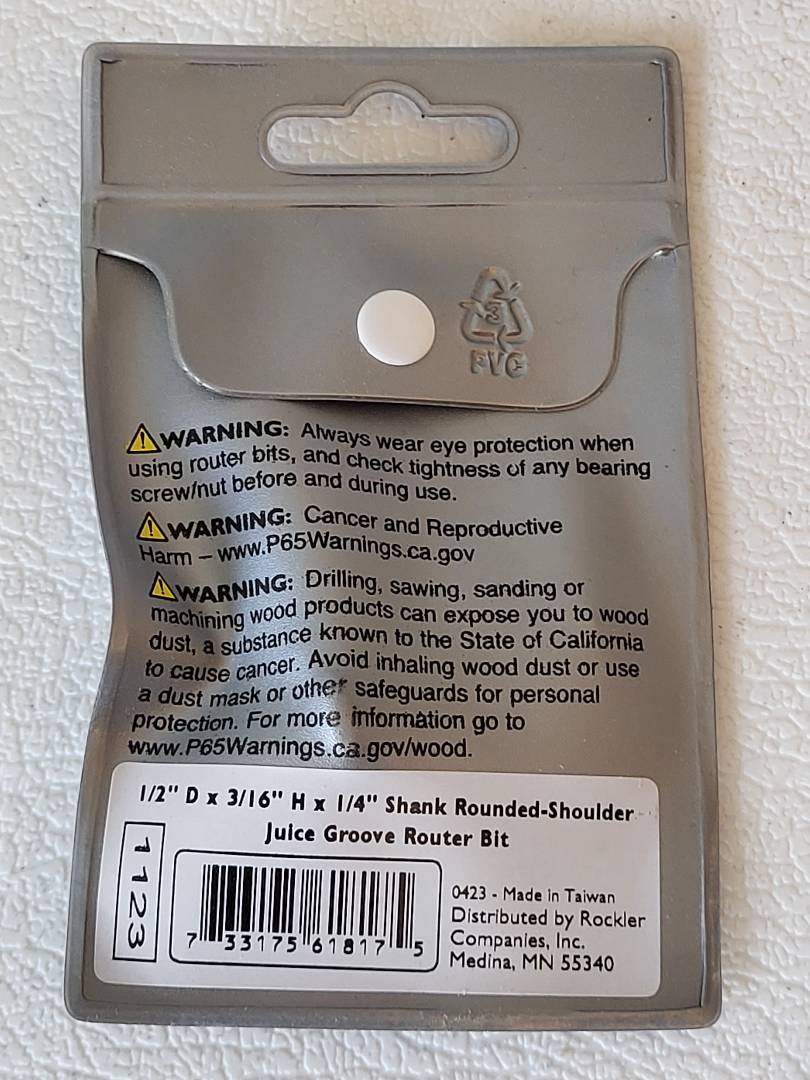 3
PVC
WARNING: Always wear eye protection when
using router bits, and check tightness of any bearing
screw/nut before and during use.
WARNING: Cancer and Reproductive
Harm – www.P65Warnings.ca.gov
WARNING: Drilling, sawing, sanding or
machining wood products can expose you to wood
dust, a substance known to the State of California
to cause cancer. Avoid inhaling wood dust or use
a dust mask or other safeguards for personal
protection. For more information go to
www.P65Warnings.ca.gov/wood.
1/2" D x 3/16" H x 1/4" Shank Rounded-Shoulder
Juice Groove Router Bit
1123
7 33175 61817 5
0423 - Made in Taiwan
Distributed by Rockler
Companies, Inc.
Medina, MN 55340